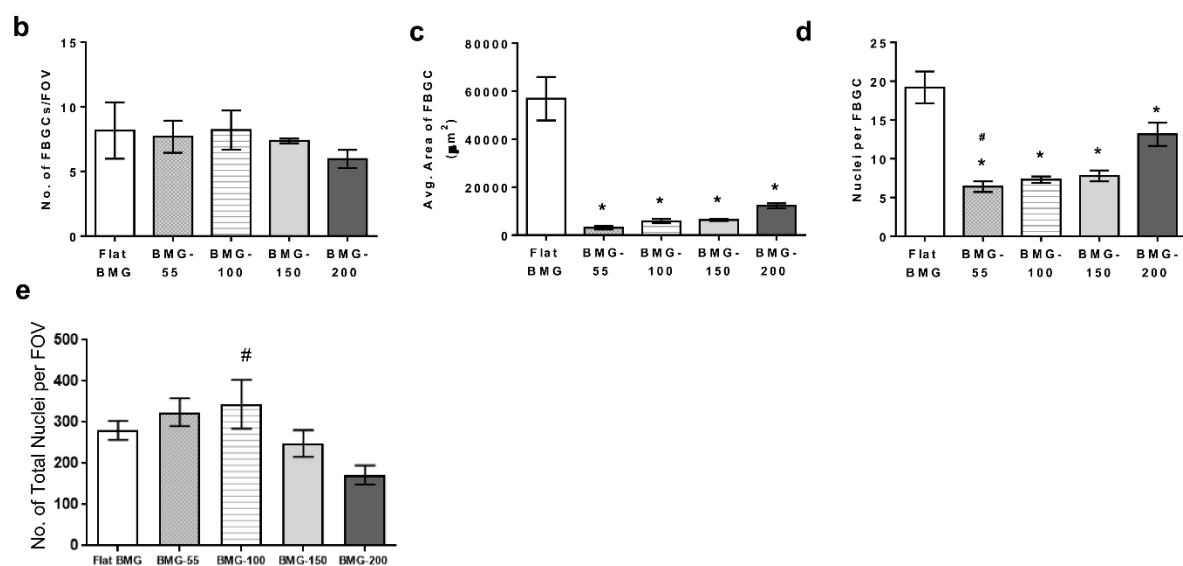 b
No. of FBGCs/FOV
15
10
5
0
Flat BMG
BMG-55
BMG-100
BMG-150
BMG-200
c
Avg. Area of FBGC
(µm²)
80000
60000
40000
20000
0
*
*
*
*
Flat BMG
BMG-55
BMG-100
BMG-150
BMG-200
d
Nuclei per FBGC
25
20
15
10
5
0
#
*
*
*
*
Flat BMG
BMG-55
BMG-100
BMG-150
BMG-200
e
No. of Total Nuclei per FOV
500
400
300
200
100
0
#
Flat BMG
BMG-55
BMG-100
BMG-150
BMG-200